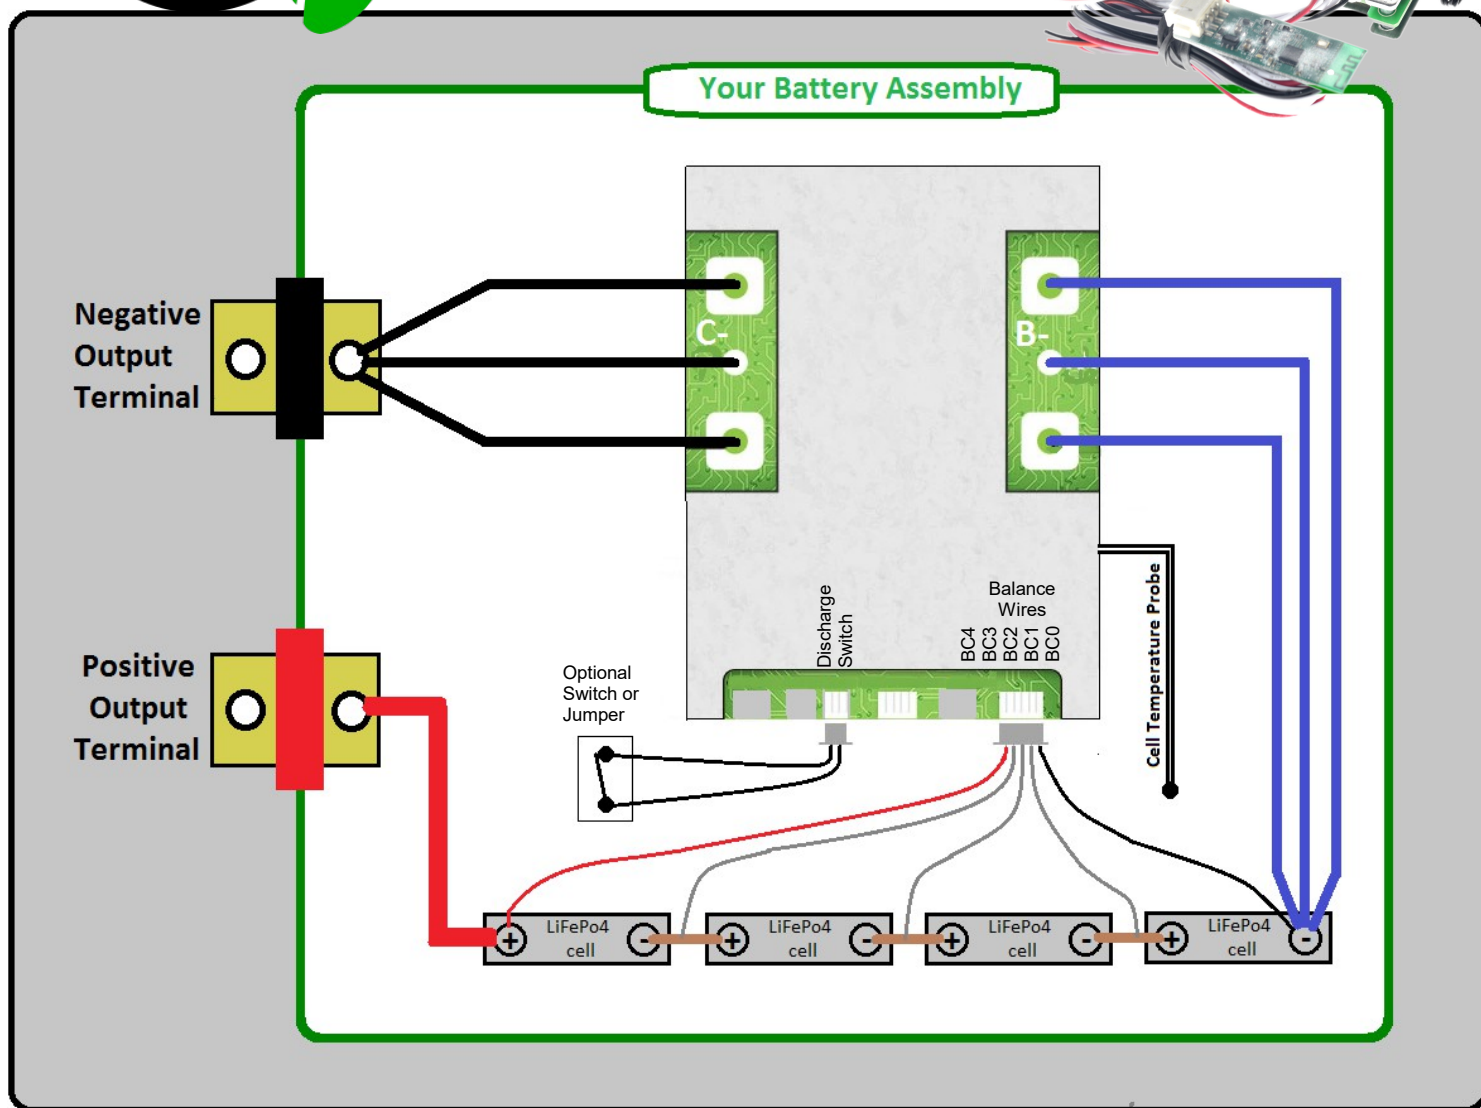 Your Battery Assembly
Negative
Output
Terminal
C-
B-
Positive
Output
Terminal
Optional
Switch or
Jumper
Discharge
Switch
Balance
Wires
BC4
BC3
BC2
BC1
BC0
Cell Temperature Probe
+
LiFePo4
cell
-
+
LiFePo4
cell
-
+
LiFePo4
cell
-
+
LiFePo4
cell
-